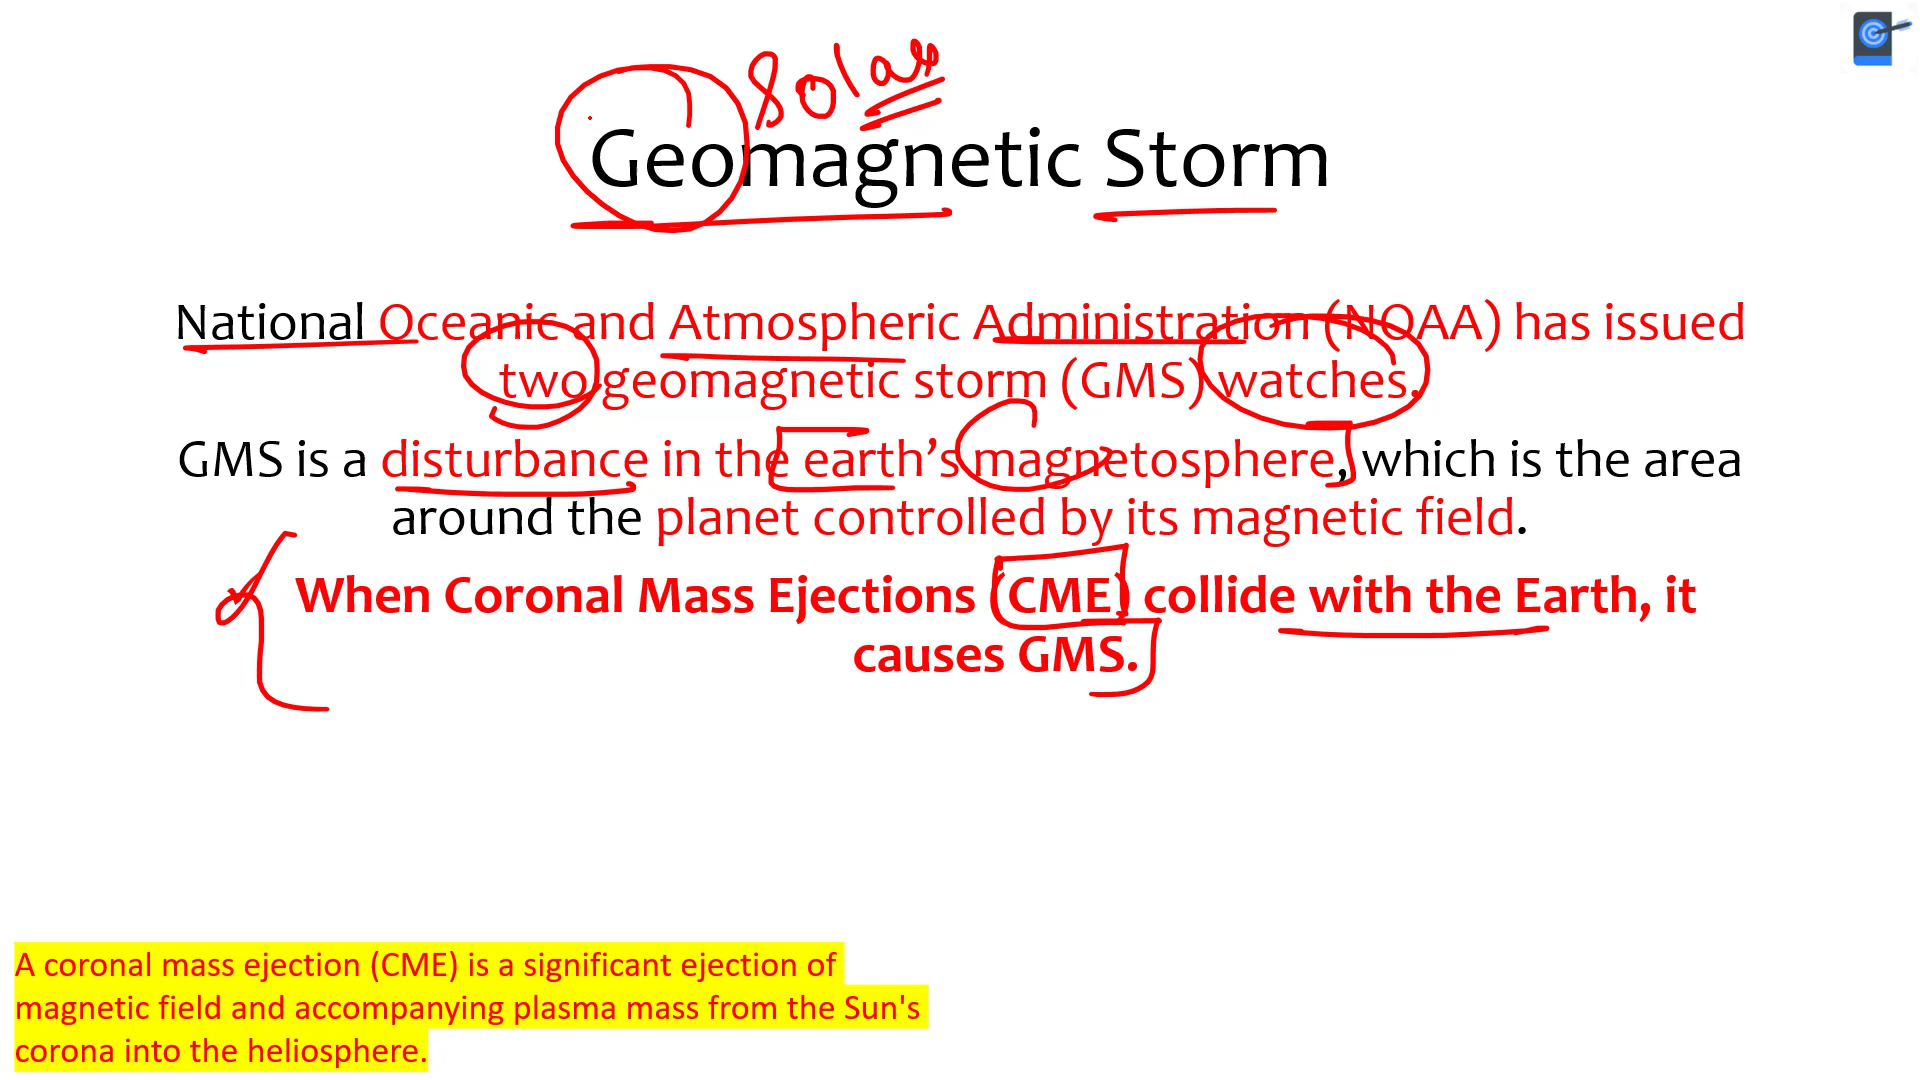 Solar
Geomagnetic Storm
National Oceanic and Atmospheric Administration (NOAA) has issued
two geomagnetic storm (GMS) watches.
GMS is a disturbance in the earth’s magnetosphere, which is the area
around the planet controlled by its magnetic field.
When Coronal Mass Ejections (CME) collide with the Earth, it
causes GMS.
A coronal mass ejection (CME) is a significant ejection of
magnetic field and accompanying plasma mass from the Sun's
corona into the heliosphere.